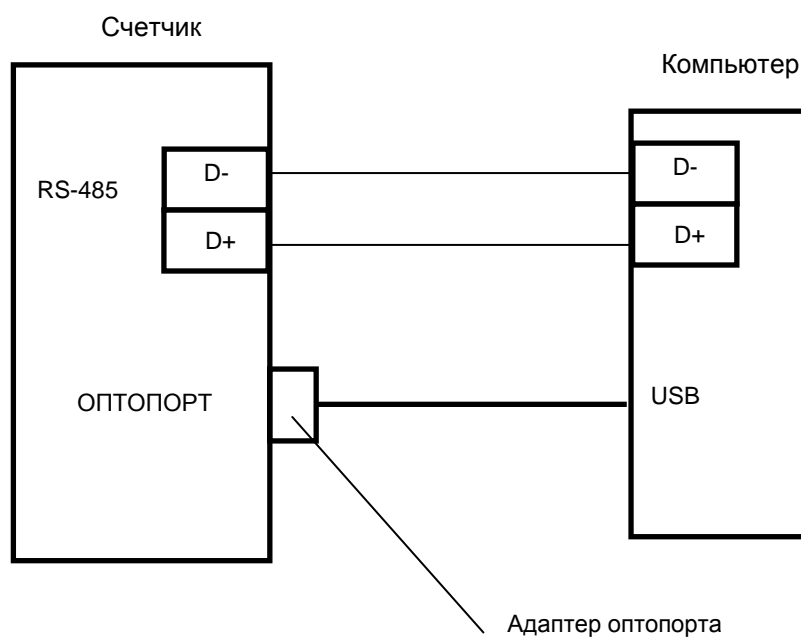 Счетчик
Компьютер
RS-485
D-
D-
D+
D+
ОПТОПОРТ
USB
Адаптер оптопорта